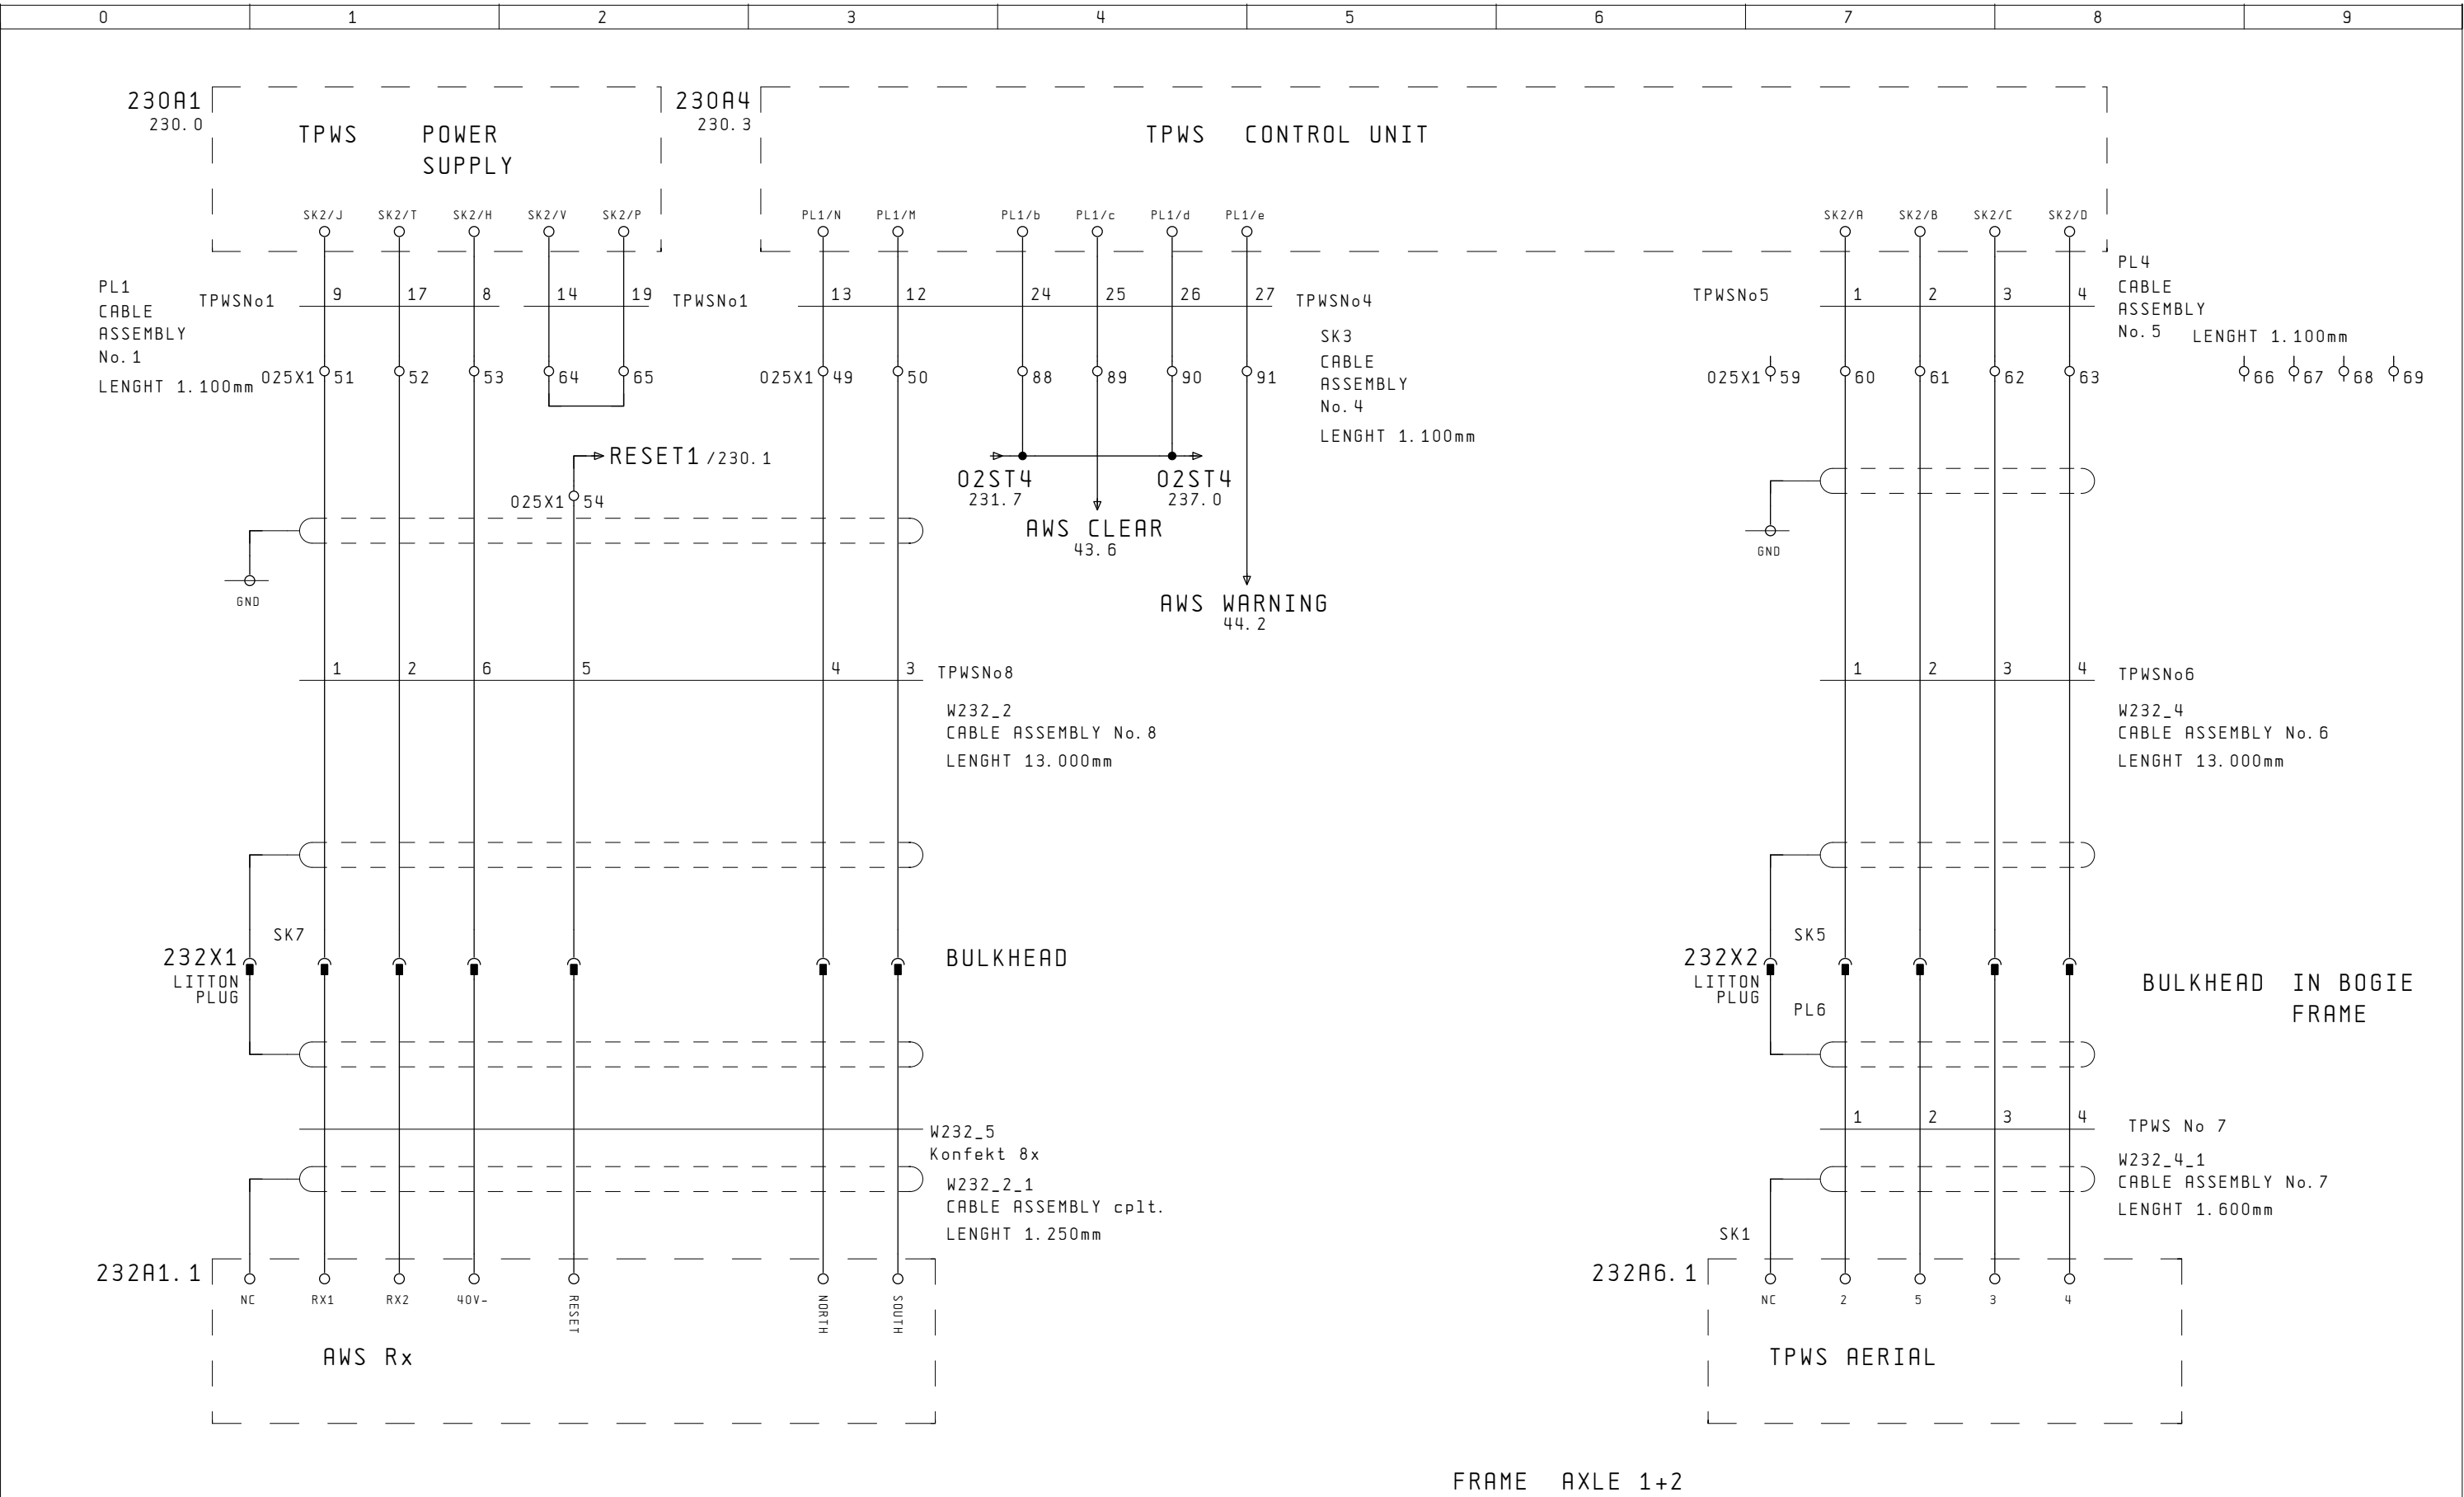 0 1 2 3 4 5 6 7 8 9
230A1
230.0
TPWS POWER
SUPPLY
230A4
230.3
TPWS CONTROL UNIT
SK2/J SK2/T SK2/H SK2/V SK2/P PL1/N PL1/M PL1/b PL1/c PL1/d PL1/e SK2/A SK2/B SK2/C SK2/D
PL1
CABLE
ASSEMBLY
No.1
LENGHT 1.100mm
TPWSNo1 9 17 8 14 19 TPWSNo1
13 12 24 25 26 27 TPWSNo4
SK3
CABLE
ASSEMBLY
No.4
LENGHT 1.100mm
TPWSNo5 1 2 3 4
PL4
CABLE
ASSEMBLY
No.5 LENGHT 1.100mm
025X1 51 52 53 64 65
025X1 49 50 88 89 90 91
025X1 59 60 61 62 63 66 67 68 69
RESET1 /230.1
025X1 54
02ST4
231.7
02ST4
237.0
AWS CLEAR
43.6
AWS WARNING
44.2
GND
GND
1 2 6 5 4 3 TPWSNo8
W232_2
CABLE ASSEMBLY No.8
LENGHT 13.000mm
1 2 3 4 TPWSNo6
W232_4
CABLE ASSEMBLY No.6
LENGHT 13.000mm
SK7
232X1
LITTON
PLUG
BULKHEAD
SK5
232X2
LITTON
PLUG
PL6
BULKHEAD IN BOGIE
FRAME
W232_5
Konfekt 8x
W232_2_1
CABLE ASSEMBLY cplt.
LENGHT 1.250mm
1 2 3 4 TPWS No 7
W232_4_1
CABLE ASSEMBLY No.7
LENGHT 1.600mm
SK1
232A1.1
NC RX1 RX2 40V- RESET NORTH SOUTH
AWS Rx
232A6.1
NC 2 5 3 4
TPWS AERIAL
FRAME AXLE 1+2